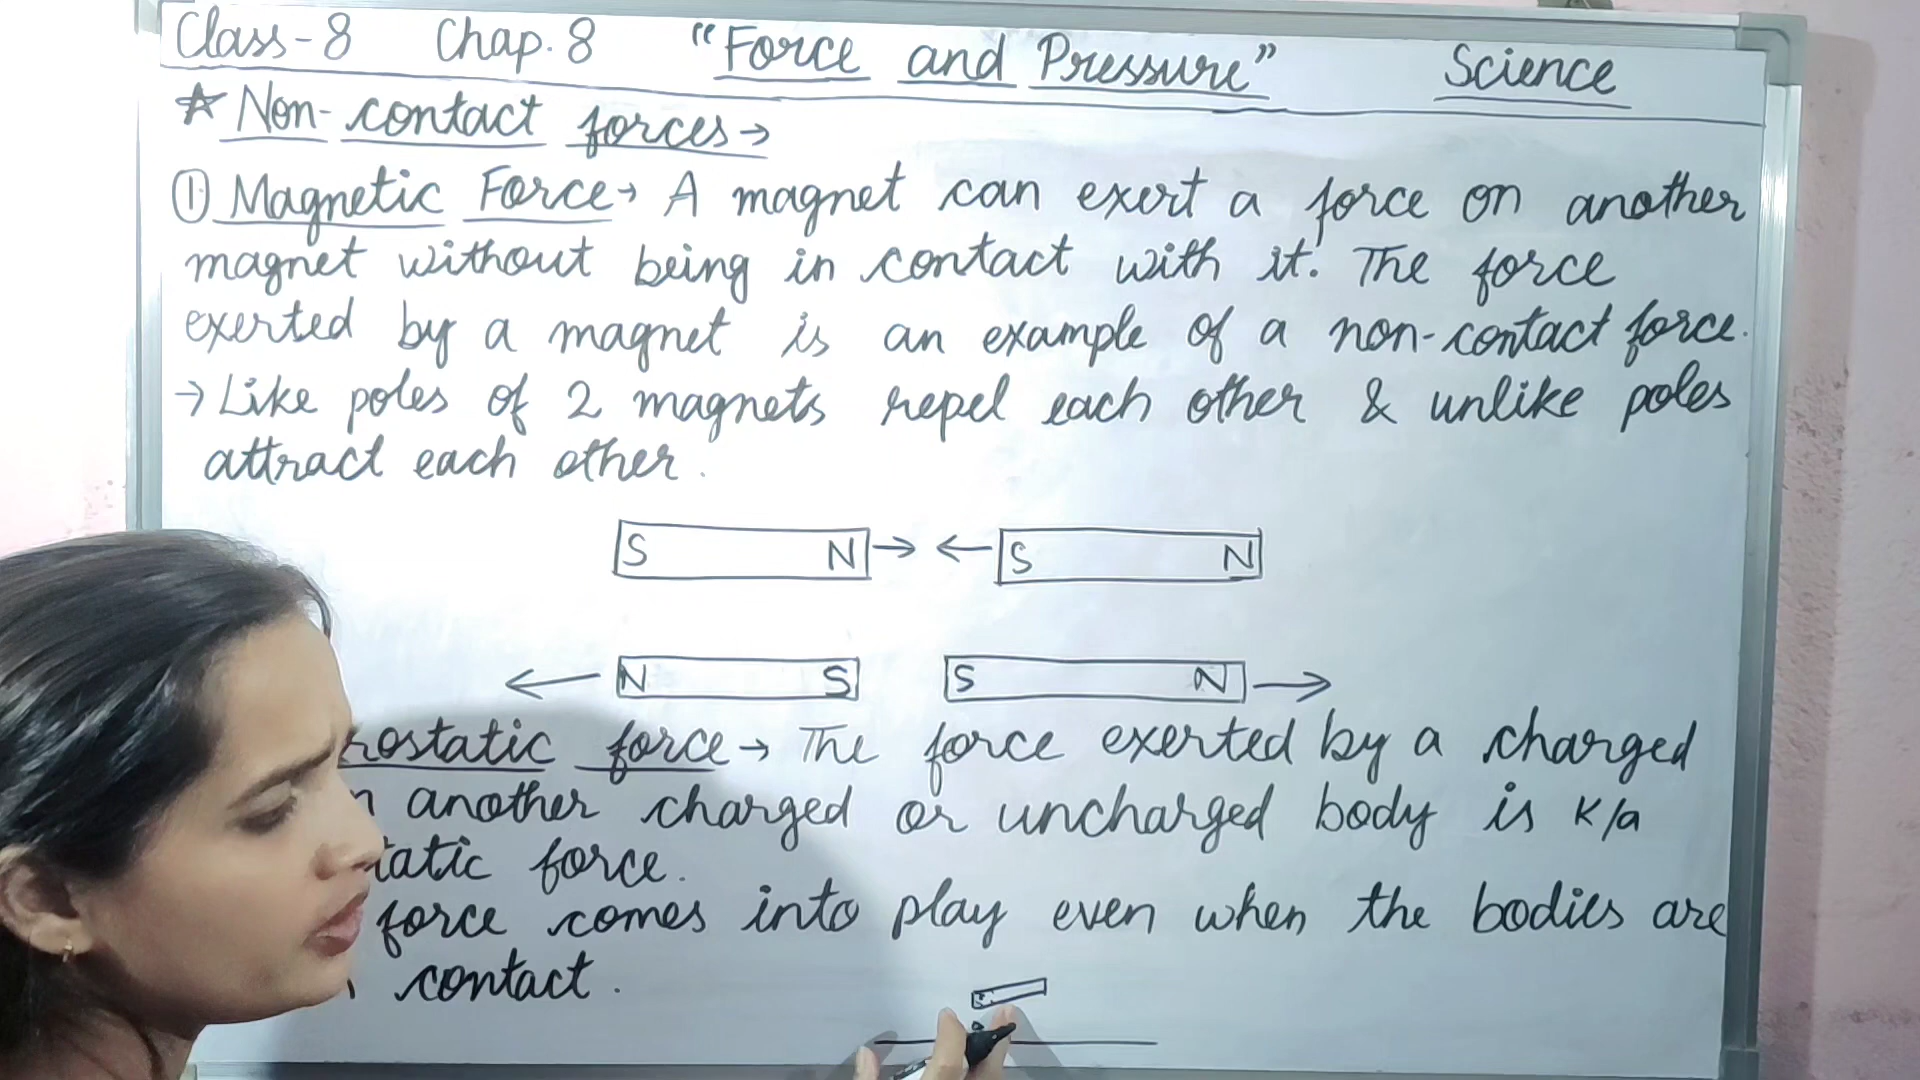 Class-8 Chap. 8 "Force and Pressure" Science
☆ Non-contact forces →
① Magnetic Force → A magnet can exert a force on another
magnet without being in contact with it. The force
exerted by a magnet is an example of a non-contact force.
→ Like poles of 2 magnets repel each other & unlike poles
attract each other.
S N → ← S N
← N S S N →
rostatic force → The force exerted by a charged
n another charged or uncharged body is k/a
tatic force.
force comes into play even when the bodies are
contact.